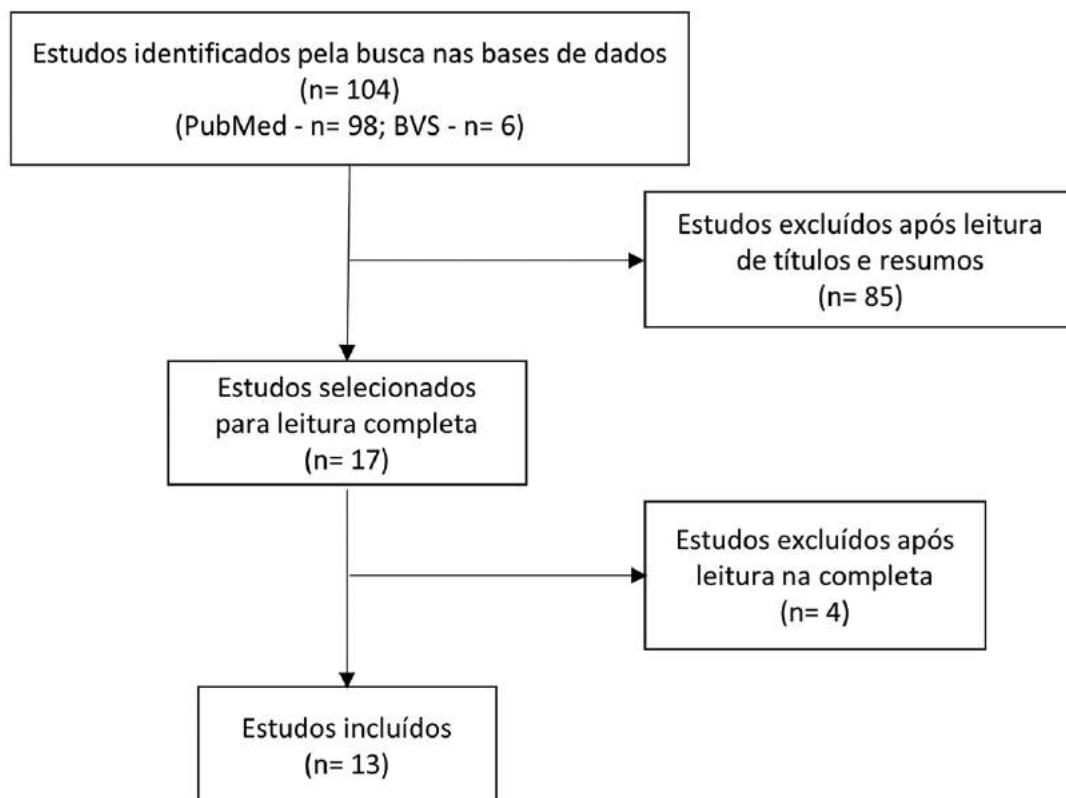 Estudos identificados pela busca nas bases de dados
(n= 104)
(PubMed - n= 98; BVS - n= 6)
Estudos excluídos após leitura
de títulos e resumos
(n= 85)
Estudos selecionados
para leitura completa
(n= 17)
Estudos excluídos após
leitura na completa
(n= 4)
Estudos incluídos
(n= 13)